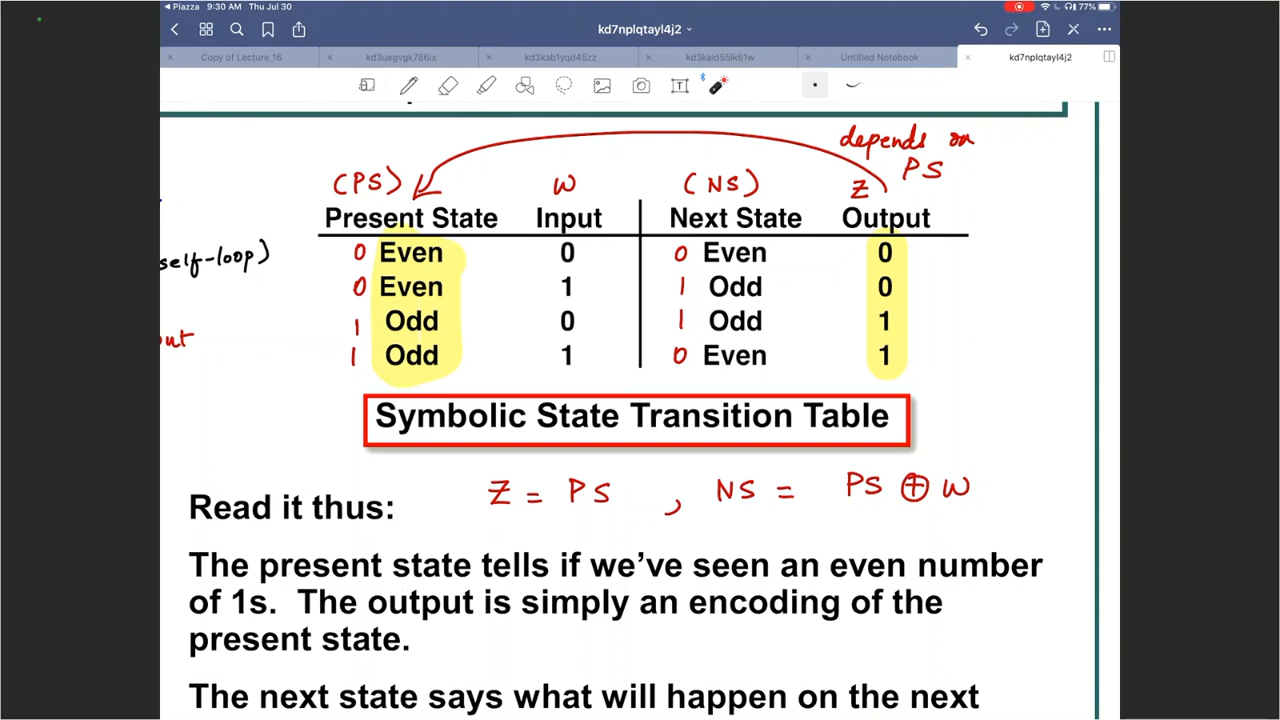 Piazza 9:30 AM Thu Jul 30 77%
kd7nplqtayl4j2
Copy of Lecture_16 kd3uegvgk786ix kd3kab1yqd45zz kd3kaid55lk61w Untitled Notebook kd7nplqtayl4j2
depends on
PS
(PS) W (NS) Z
Present State Input Next State Output
0 Even 0 0 Even 0
0 Even 1 1 Odd 0
1 Odd 0 1 Odd 1
1 Odd 1 0 Even 1
self-loop)
out
Symbolic State Transition Table
Z = PS , NS = PS ⊕ W
Read it thus:
The present state tells if we’ve seen an even number
of 1s. The output is simply an encoding of the
present state.
The next state says what will happen on the next